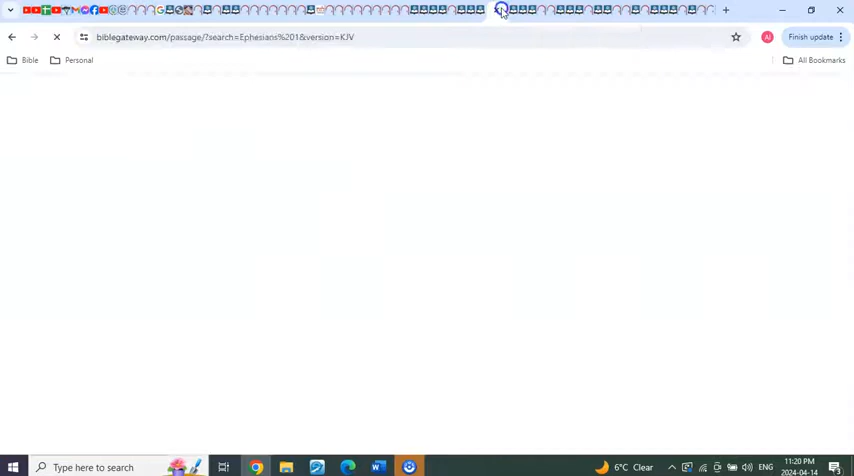 biblegateway.com/passage/?search=Ephesians%201&version=KJV
Finish update
Bible
Personal
All Bookmarks
Type here to search
6°C Clear
ENG
11:20 PM
2024-04-14